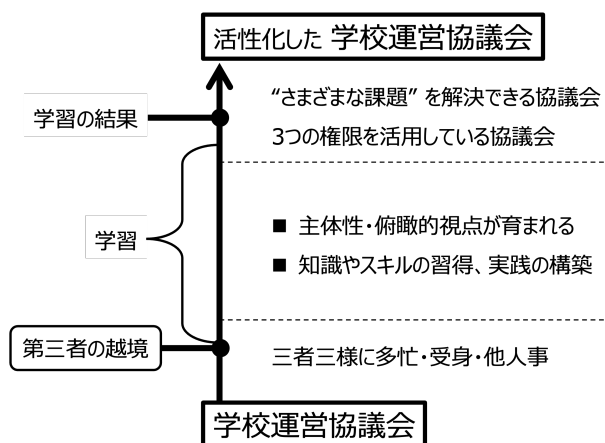 活性化した 学校運営協議会
学習の結果
“さまざまな課題” を解決できる協議会
3つの権限を活用している協議会
学習
■ 主体性・俯瞰的視点が育まれる
■ 知識やスキルの習得、実践の構築
第三者の越境
三者三様に多忙・受身・他人事
学校運営協議会